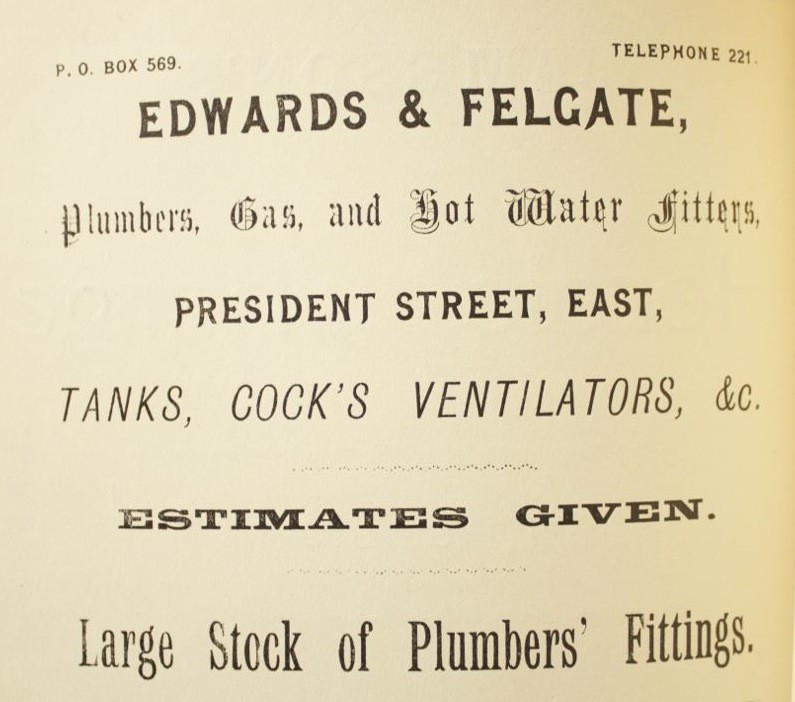 P. O. BOX 569.
TELEPHONE 221.
EDWARDS & FELGATE,
Plumbers, Gas, and Hot Water Fitters,
PRESIDENT STREET, EAST,
TANKS, COCK'S VENTILATORS, &c.
ESTIMATES GIVEN.
Large Stock of Plumbers' Fittings.